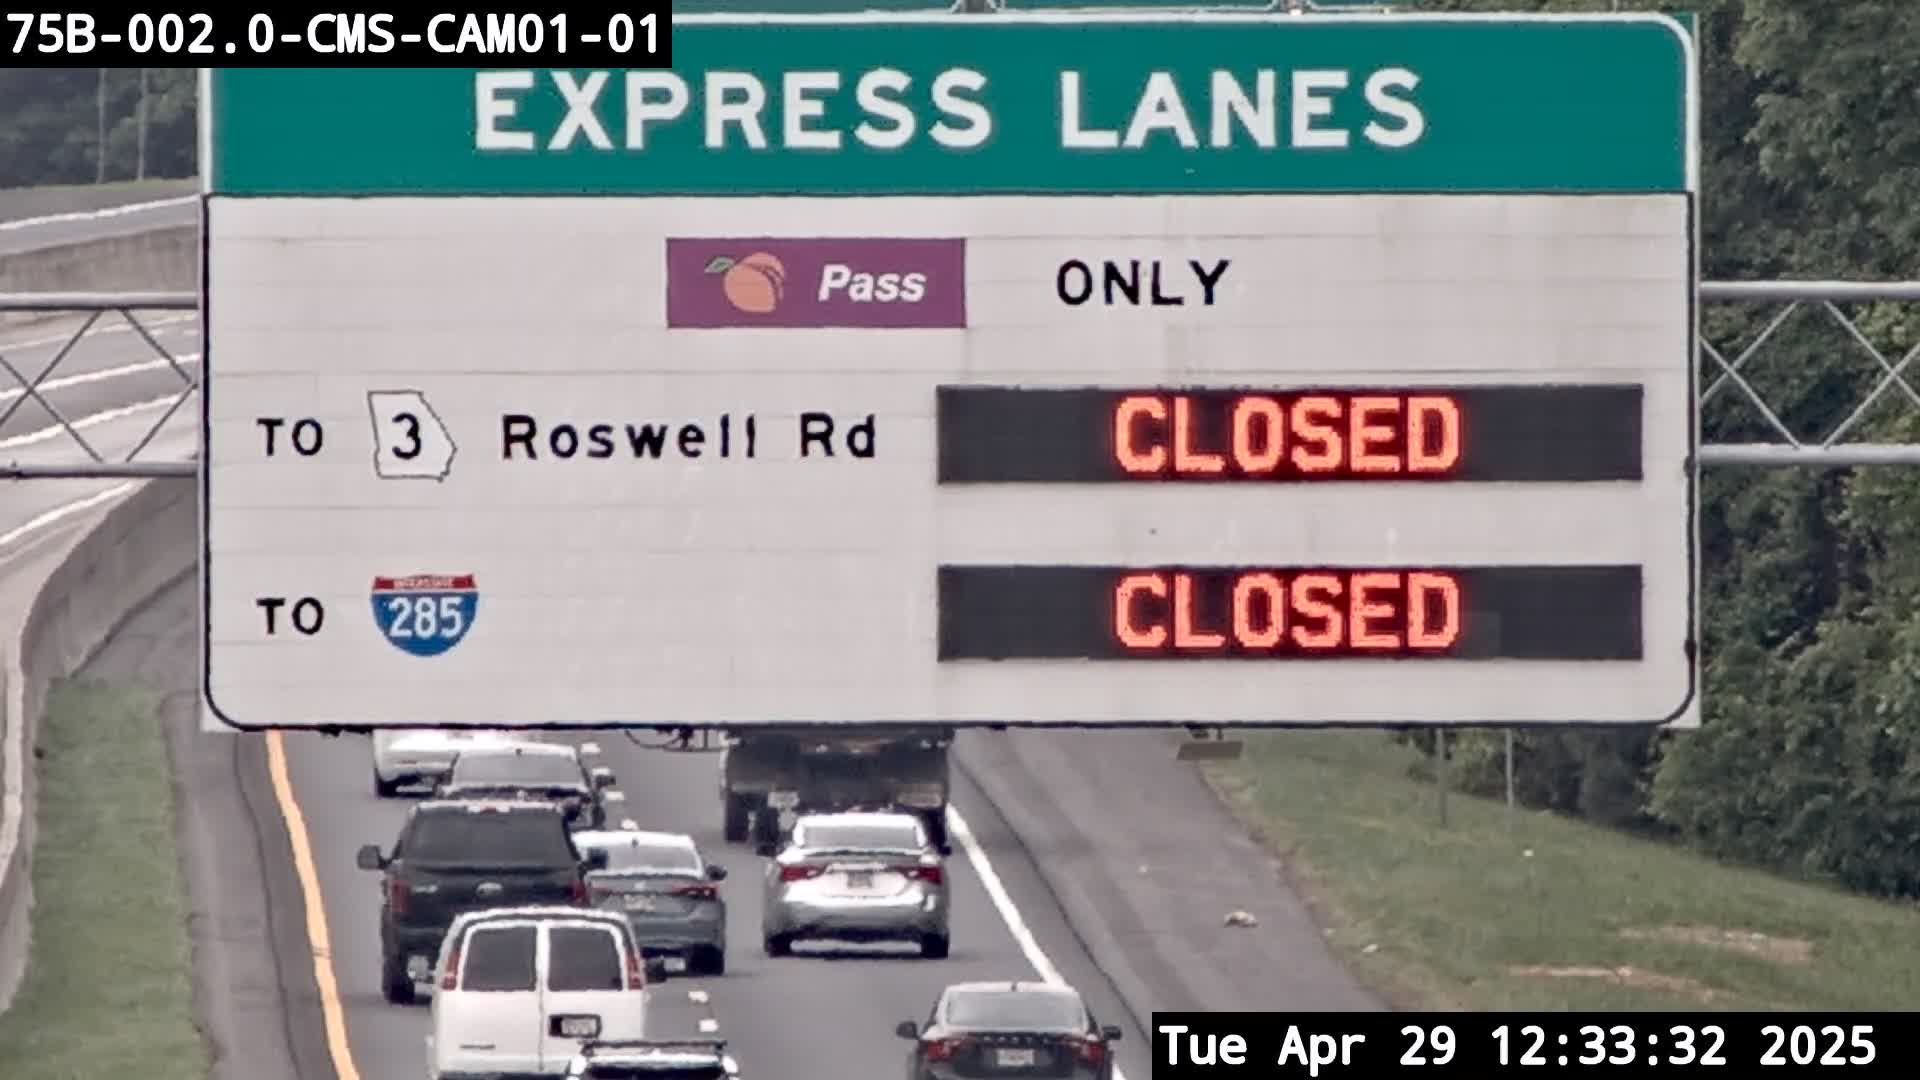 75B-002.0-CMS-CAM01-01
EXPRESS LANES
Pass ONLY
TO 3 Roswell Rd CLOSED
TO INTERSTATE 285 CLOSED
Tue Apr 29 12:33:32 2025